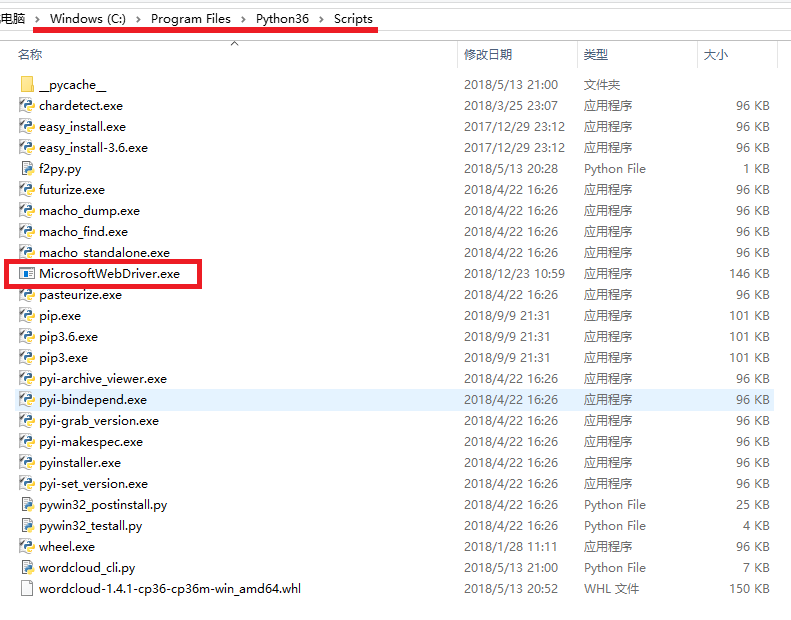 电脑 › Windows (C:) › Program Files › Python36 › Scripts
名称 修改日期 类型 大小
__pycache__ 2018/5/13 21:00 文件夹
chardetect.exe 2018/3/25 23:07 应用程序 96 KB
easy_install.exe 2017/12/29 23:12 应用程序 96 KB
easy_install-3.6.exe 2017/12/29 23:12 应用程序 96 KB
f2py.py 2018/5/13 20:28 Python File 1 KB
futurize.exe 2018/4/22 16:26 应用程序 96 KB
macho_dump.exe 2018/4/22 16:26 应用程序 96 KB
macho_find.exe 2018/4/22 16:26 应用程序 96 KB
macho_standalone.exe 2018/4/22 16:26 应用程序 96 KB
MicrosoftWebDriver.exe 2018/12/23 10:59 应用程序 146 KB
pasteurize.exe 2018/4/22 16:26 应用程序 96 KB
pip.exe 2018/9/9 21:31 应用程序 101 KB
pip3.6.exe 2018/9/9 21:31 应用程序 101 KB
pip3.exe 2018/9/9 21:31 应用程序 101 KB
pyi-archive_viewer.exe 2018/4/22 16:26 应用程序 96 KB
pyi-bindepend.exe 2018/4/22 16:26 应用程序 96 KB
pyi-grab_version.exe 2018/4/22 16:26 应用程序 96 KB
pyi-makespec.exe 2018/4/22 16:26 应用程序 96 KB
pyinstaller.exe 2018/4/22 16:26 应用程序 96 KB
pyi-set_version.exe 2018/4/22 16:26 应用程序 96 KB
pywin32_postinstall.py 2018/4/22 16:26 Python File 25 KB
pywin32_testall.py 2018/4/22 16:26 Python File 4 KB
wheel.exe 2018/1/28 11:11 应用程序 96 KB
wordcloud_cli.py 2018/5/13 21:00 Python File 7 KB
wordcloud-1.4.1-cp36-cp36m-win_amd64.whl 2018/5/13 20:52 WHL 文件 150 KB